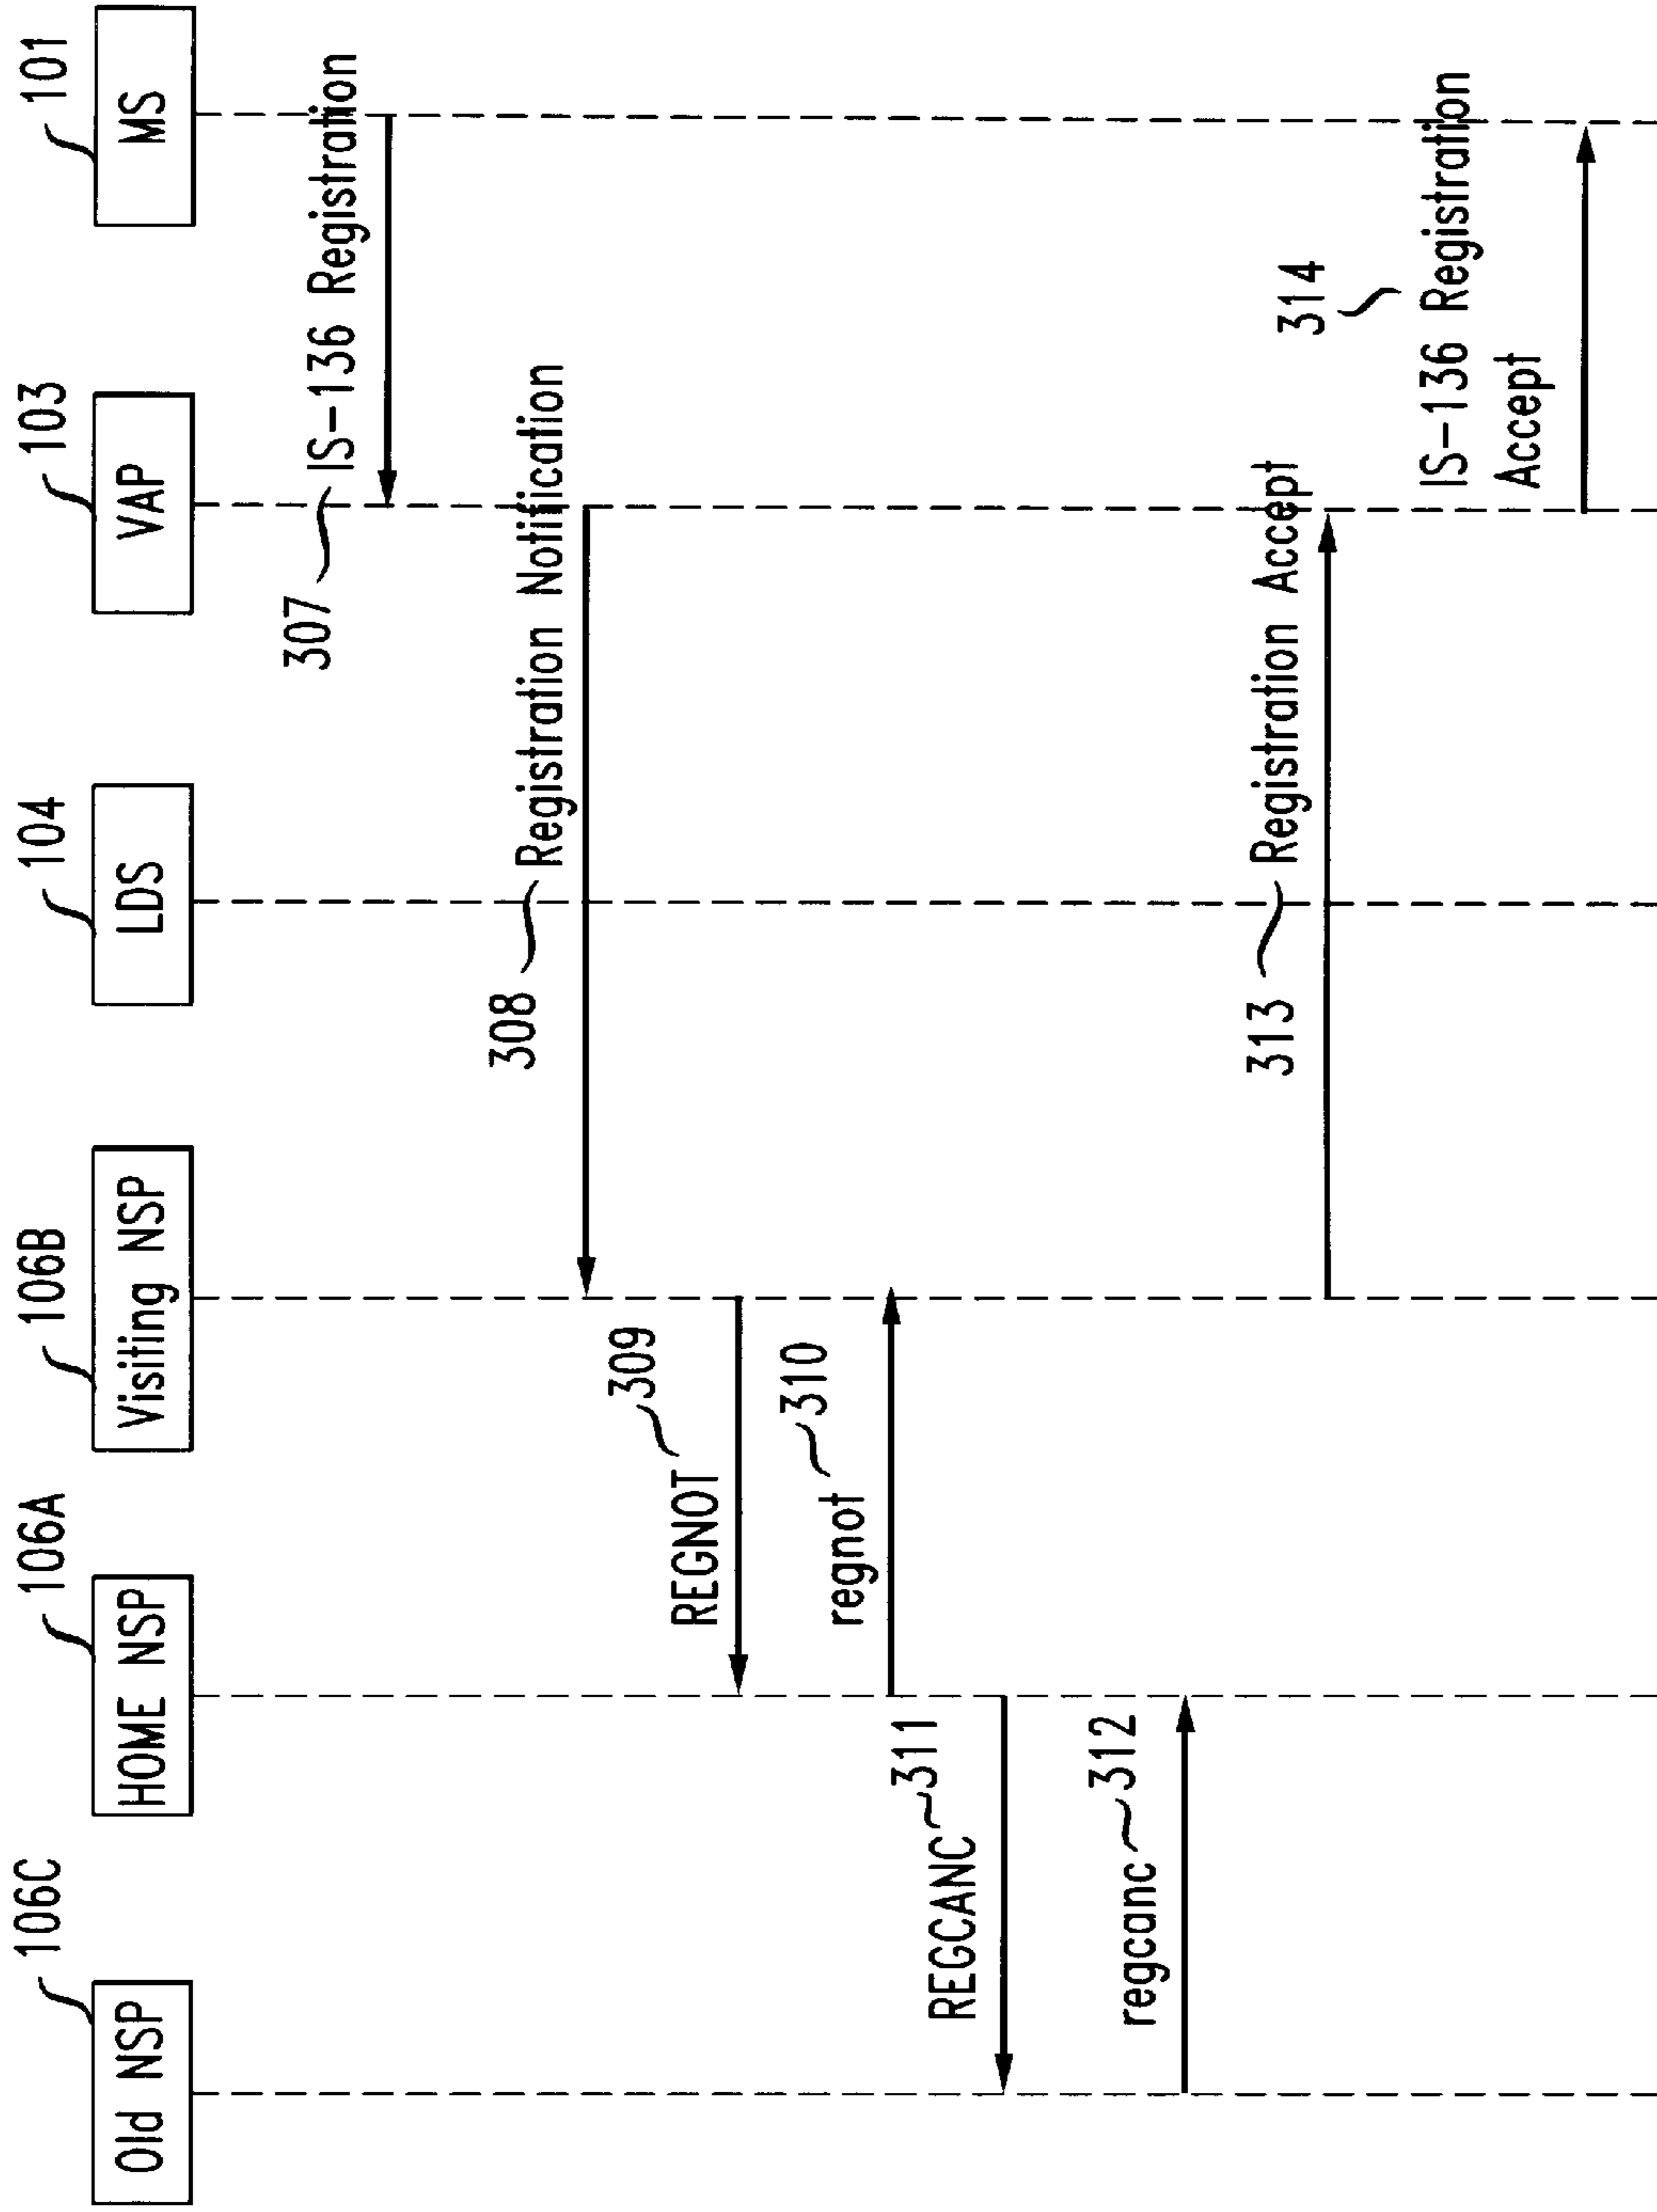 106C
106A
106B
104
103
101
Old NSP
HOME NSP
Visiting NSP
LDS
VAP
MS
307
IS-136 Registration
308
Registration Notification
309
REGNOT
310
regnot
REGCANC
311
regcanc
312
313
Registration Accept
314
IS-136 Registration
Accept